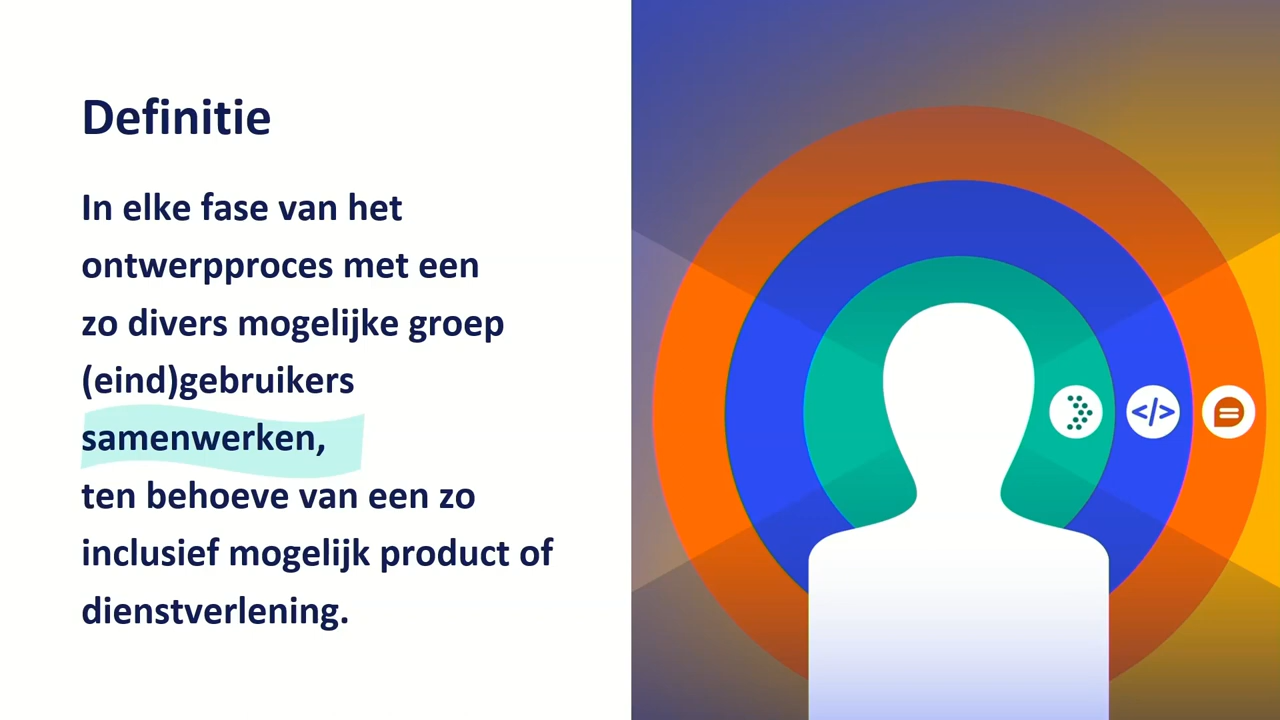 Definitie
In elke fase van het
ontwerpproces met een
zo divers mogelijke groep
(eind)gebruikers
samenwerken,
ten behoeve van een zo
inclusief mogelijk product of
dienstverlening.